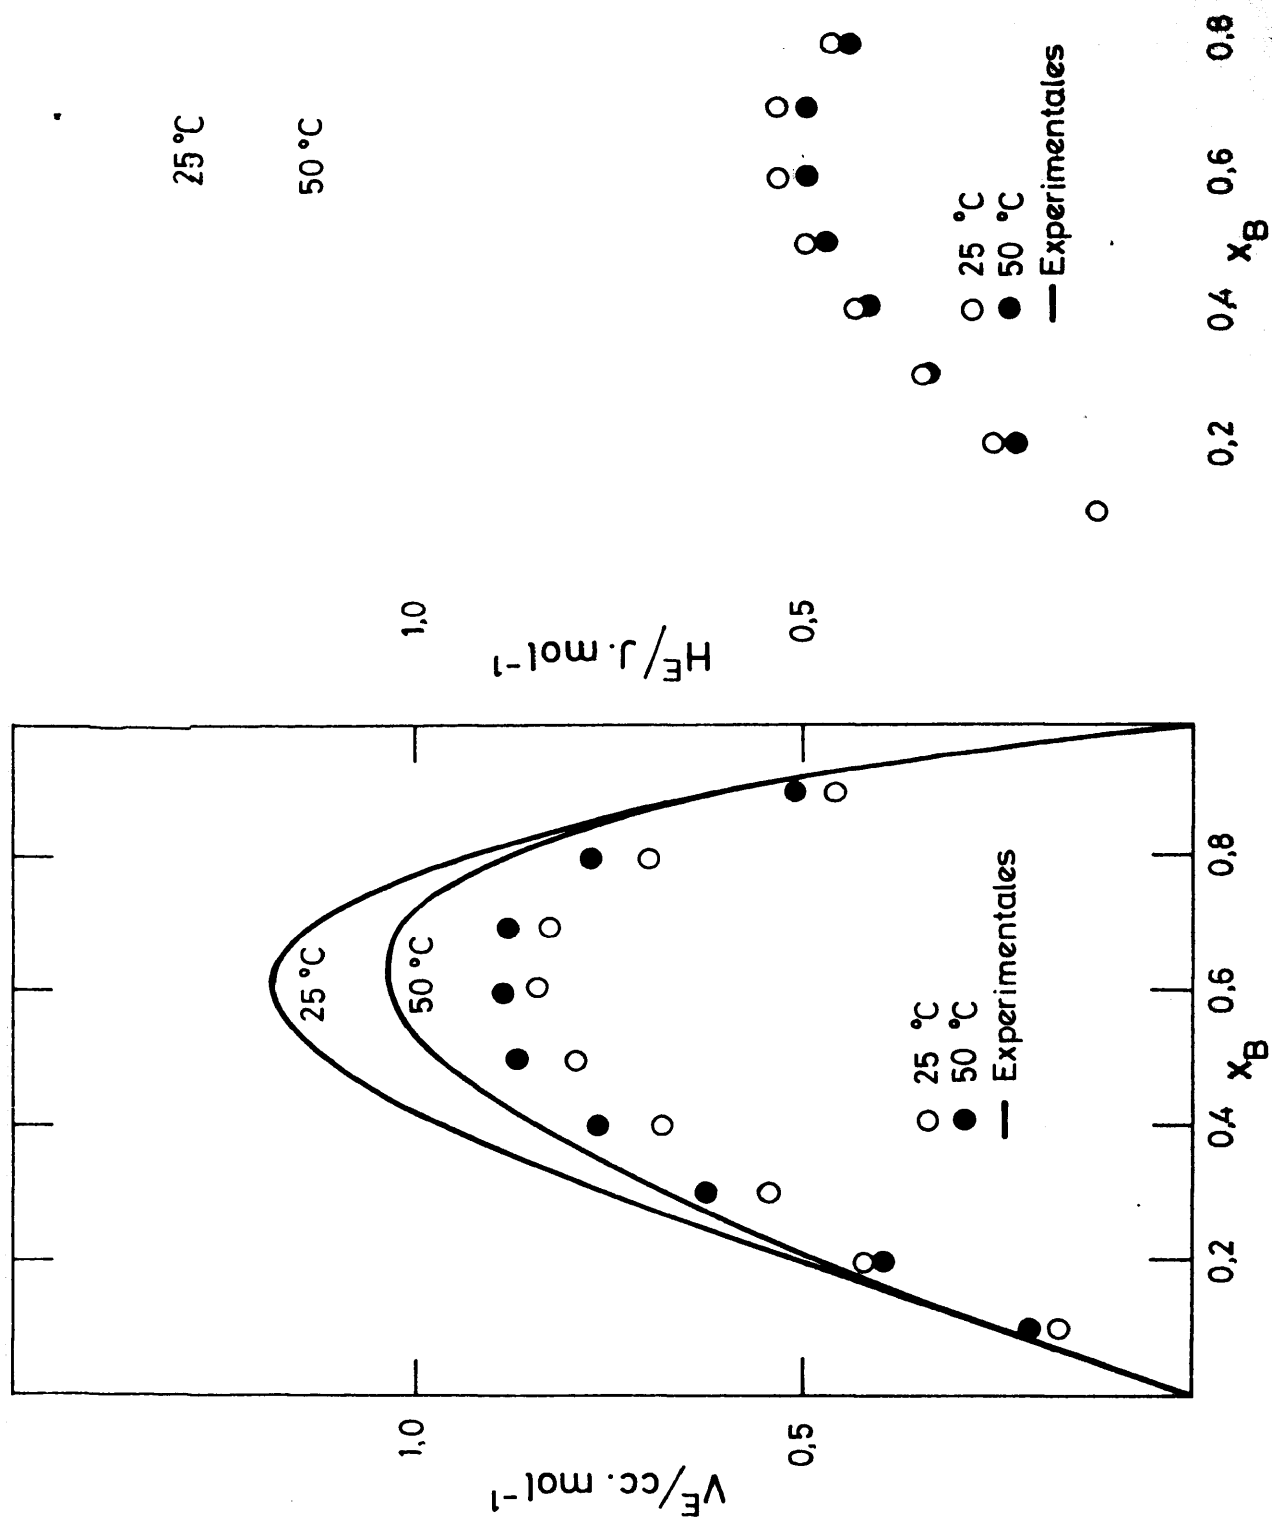 V^E/cc.mol⁻¹
1,0
0,5
25 °C
50 °C
○ 25 °C
● 50 °C
— Experimentales
0,2 0,4 0,6 0,8
x_B
H^E/J.mol⁻¹
1,0
0,5
25 °C
50 °C
○ 25 °C
● 50 °C
— Experimentales
0,2 0,4 0,6 0,8
x_B